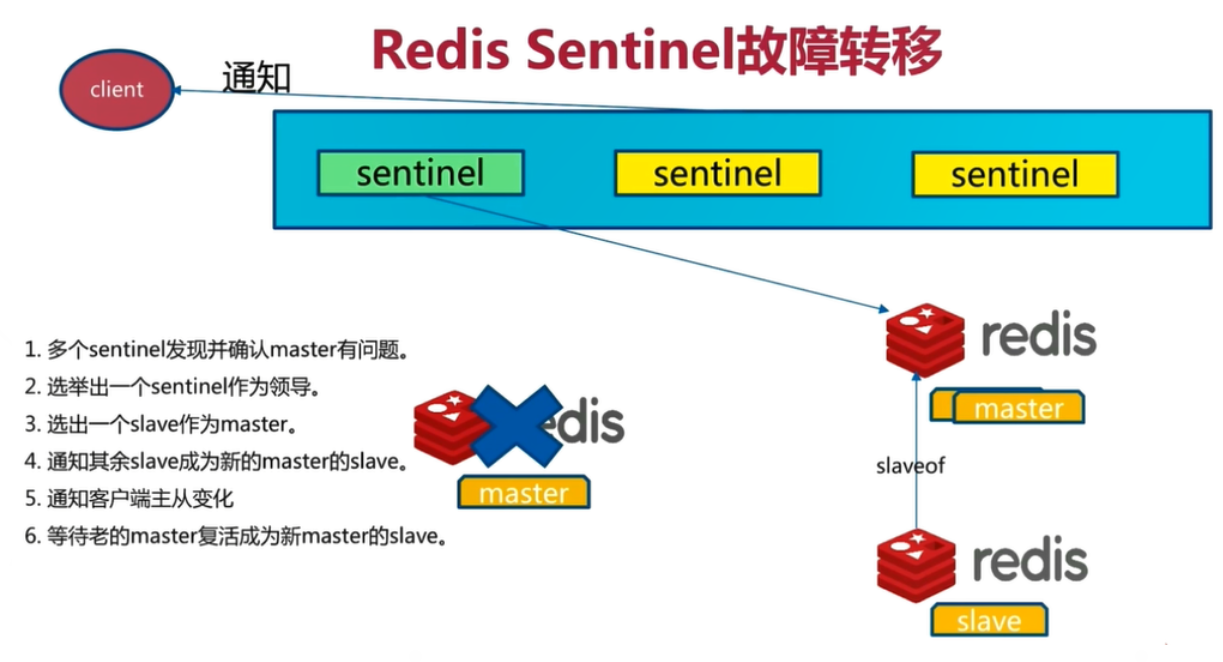 Redis Sentinel故障转移
client
通知
sentinel
sentinel
sentinel
redis
master
1. 多个sentinel发现并确认master有问题。
2. 选举出一个sentinel作为领导。
3. 选出一个slave作为master。
4. 通知其余slave成为新的master的slave。
5. 通知客户端主从变化
6. 等待老的master复活成为新master的slave。
edis
master
slaveof
redis
slave